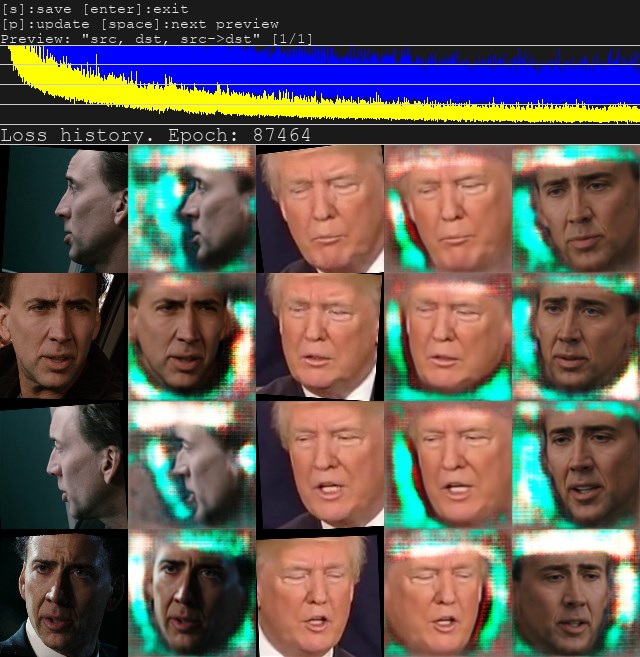 [s]:save [enter]:exit
[p]:update [space]:next preview
Preview: "src, dst, src->dst" [1/1]
Loss history. Epoch: 87464